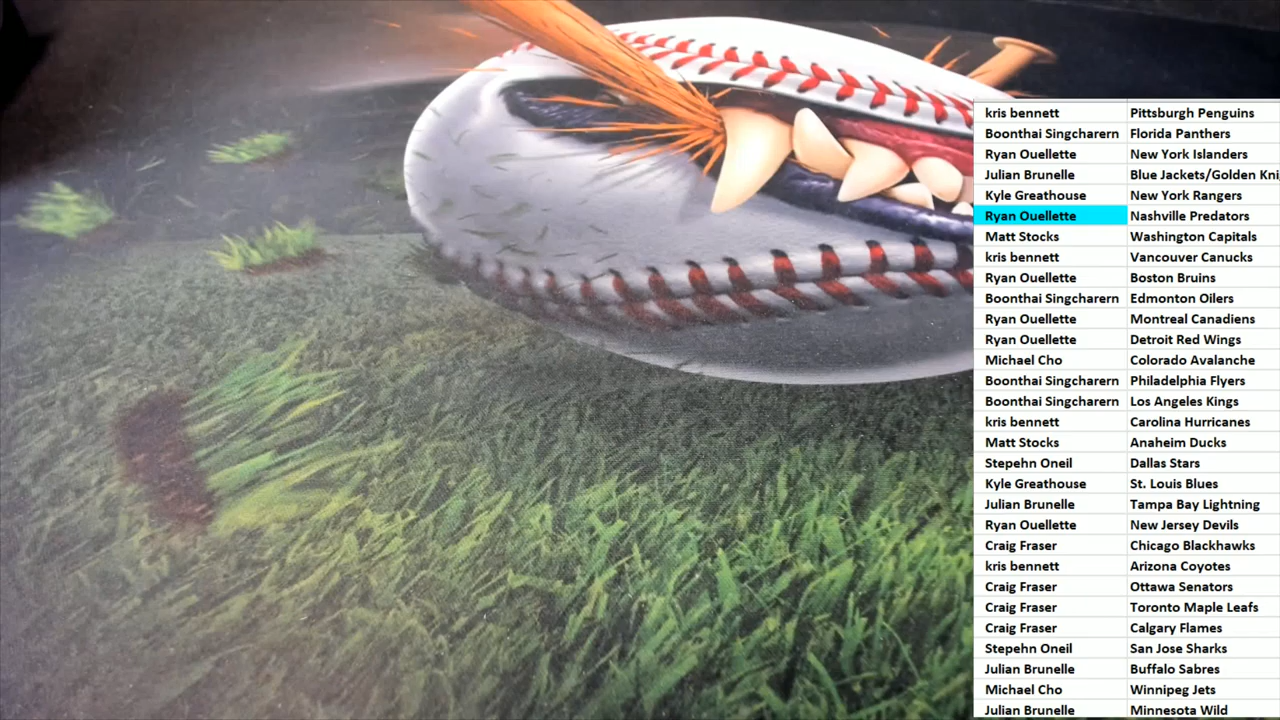 kris bennett Pittsburgh Penguins
Boonthai Singcharern Florida Panthers
Ryan Ouellette New York Islanders
Julian Brunelle Blue Jackets/Golden Kni
Kyle Greathouse New York Rangers
Ryan Ouellette Nashville Predators
Matt Stocks Washington Capitals
kris bennett Vancouver Canucks
Ryan Ouellette Boston Bruins
Boonthai Singcharern Edmonton Oilers
Ryan Ouellette Montreal Canadiens
Ryan Ouellette Detroit Red Wings
Michael Cho Colorado Avalanche
Boonthai Singcharern Philadelphia Flyers
Boonthai Singcharern Los Angeles Kings
kris bennett Carolina Hurricanes
Matt Stocks Anaheim Ducks
Stepehn Oneil Dallas Stars
Kyle Greathouse St. Louis Blues
Julian Brunelle Tampa Bay Lightning
Ryan Ouellette New Jersey Devils
Craig Fraser Chicago Blackhawks
kris bennett Arizona Coyotes
Craig Fraser Ottawa Senators
Craig Fraser Toronto Maple Leafs
Craig Fraser Calgary Flames
Stepehn Oneil San Jose Sharks
Julian Brunelle Buffalo Sabres
Michael Cho Winnipeg Jets
Julian Brunelle Minnesota Wild